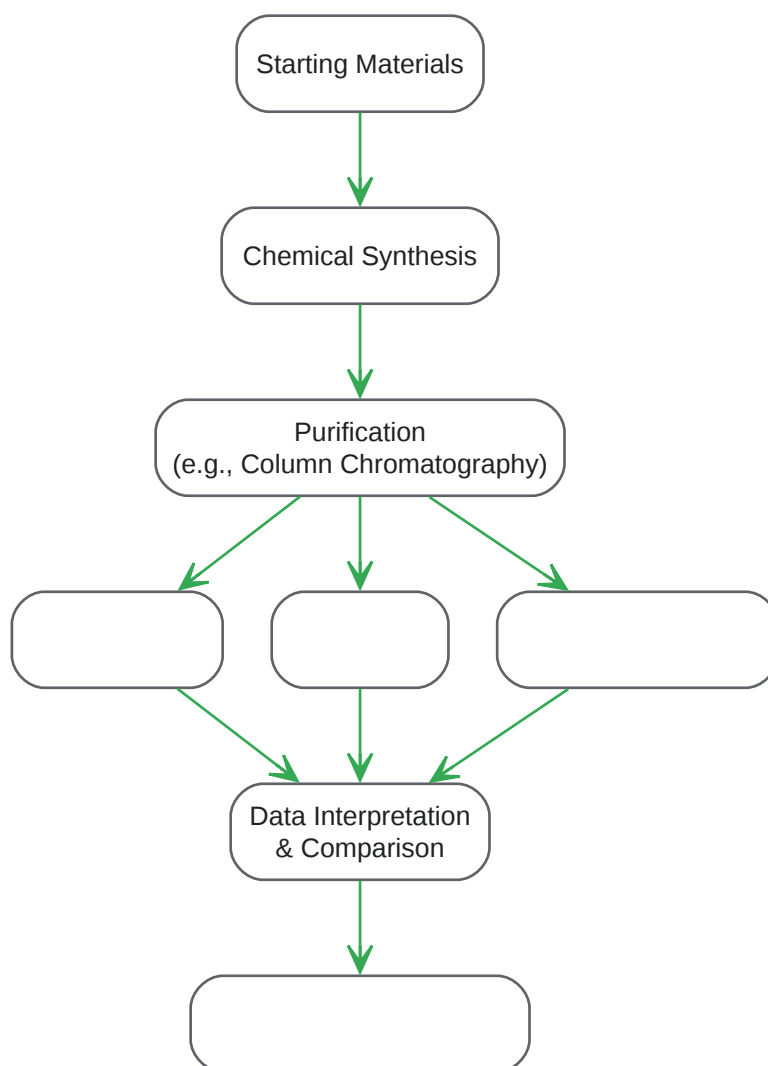 Starting Materials
Chemical Synthesis
Purification
(e.g., Column Chromatography)
Data Interpretation
& Comparison